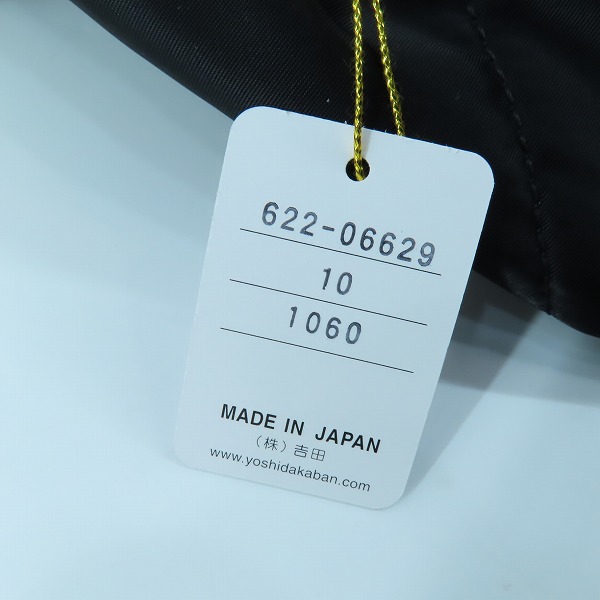 622-06629
10
1060
MADE IN JAPAN
(株)吉田
www.yoshidakaban.com